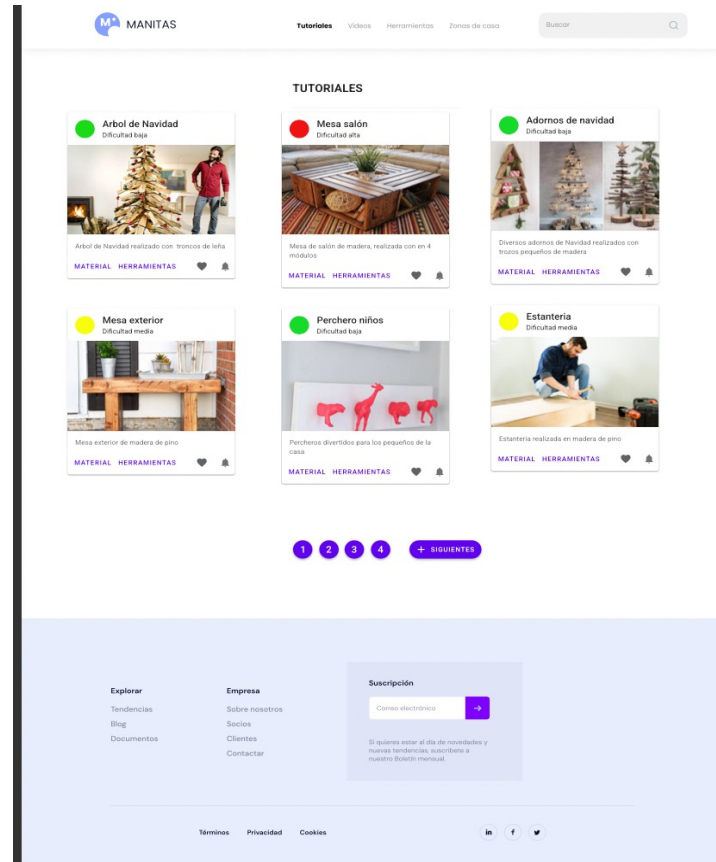 M MANITAS
Tutoriales Videos Herramientas Zonas de casa Buscar
TUTORIALES
Arbol de Navidad
Dificultad baja
Arbol de Navidad realizado con troncos de leña
MATERIAL HERRAMIENTAS
Mesa salón
Dificultad alta
Mesa de salón de madera, realizada con en 4
módulos
MATERIAL HERRAMIENTAS
Adornos de navidad
Dificultad baja
Diversos adornos de Navidad realizados con
trozos pequeños de madera
MATERIAL HERRAMIENTAS
Mesa exterior
Dificultad media
Mesa exterior de madera de pino
MATERIAL HERRAMIENTAS
Perchero niños
Dificultad baja
Percheros divertidos para los pequeños de la
casa
MATERIAL HERRAMIENTAS
Estanteria
Dificultad media
Estanteria realizada en madera de pino
MATERIAL HERRAMIENTAS
1 2 3 4 + SIGUIENTES
Explorar
Tendencias
Blog
Documentos
Empresa
Sobre nosotros
Socios
Clientes
Contactar
Suscripción
Correo electrónico
Si quieres estar al día de novedades y
nuevas tendencias, suscribete a
nuestro Boletín mensual.
Términos Privacidad Cookies
in f